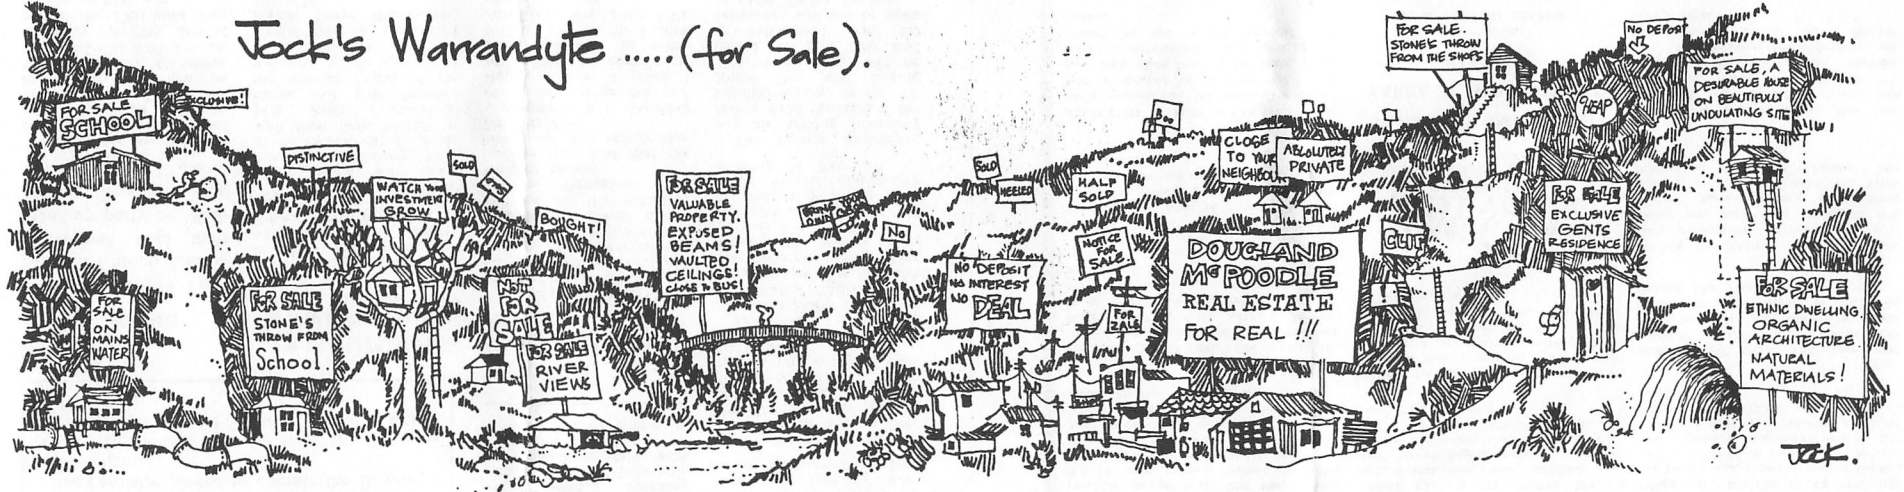 Jock's Warrandyte .....(for Sale).
FOR SALE
SCHOOL
DISTINCTIVE
WATCH YOUR
INVESTMENT
GROW
SOLD
BOUGHT!
FOR SALE
VALUABLE
PROPERTY.
EXPOSED
BEAMS!
VAULTED
CEILINGS!
CLOSE TO BUS!
No
SOLD
HALF
SOLD
Boo
CLOSE
TO YOUR
NEIGHBOUR
ABSOLUTELY
PRIVATE
FOR SALE.
STONE'S THROW
FROM THE SHOPS
No DEPOSIT
CHEAP
FOR SALE, A
DESIRABLE HOUSE
ON BEAUTIFULLY
UNDULATING SITE
FOR
SALE
ON
MAINS
WATER
FOR SALE
STONE'S
THROW FROM
School.
NOT
FOR
SALE
FOR SALE
RIVER
VIEWS
No DEPOSIT
No INTEREST
No DEAL
NOTICE
FOR
SALE
FOR
ZALE
DOUGHLAND
McPOODLE
REAL ESTATE
FOR REAL !!!
FOR SALE
EXCLUSIVE
GENTS
RESIDENCE
FOR SALE
ETHNIC DWELLING.
ORGANIC
ARCHITECTURE.
NATURAL
MATERIALS!
JOCK.